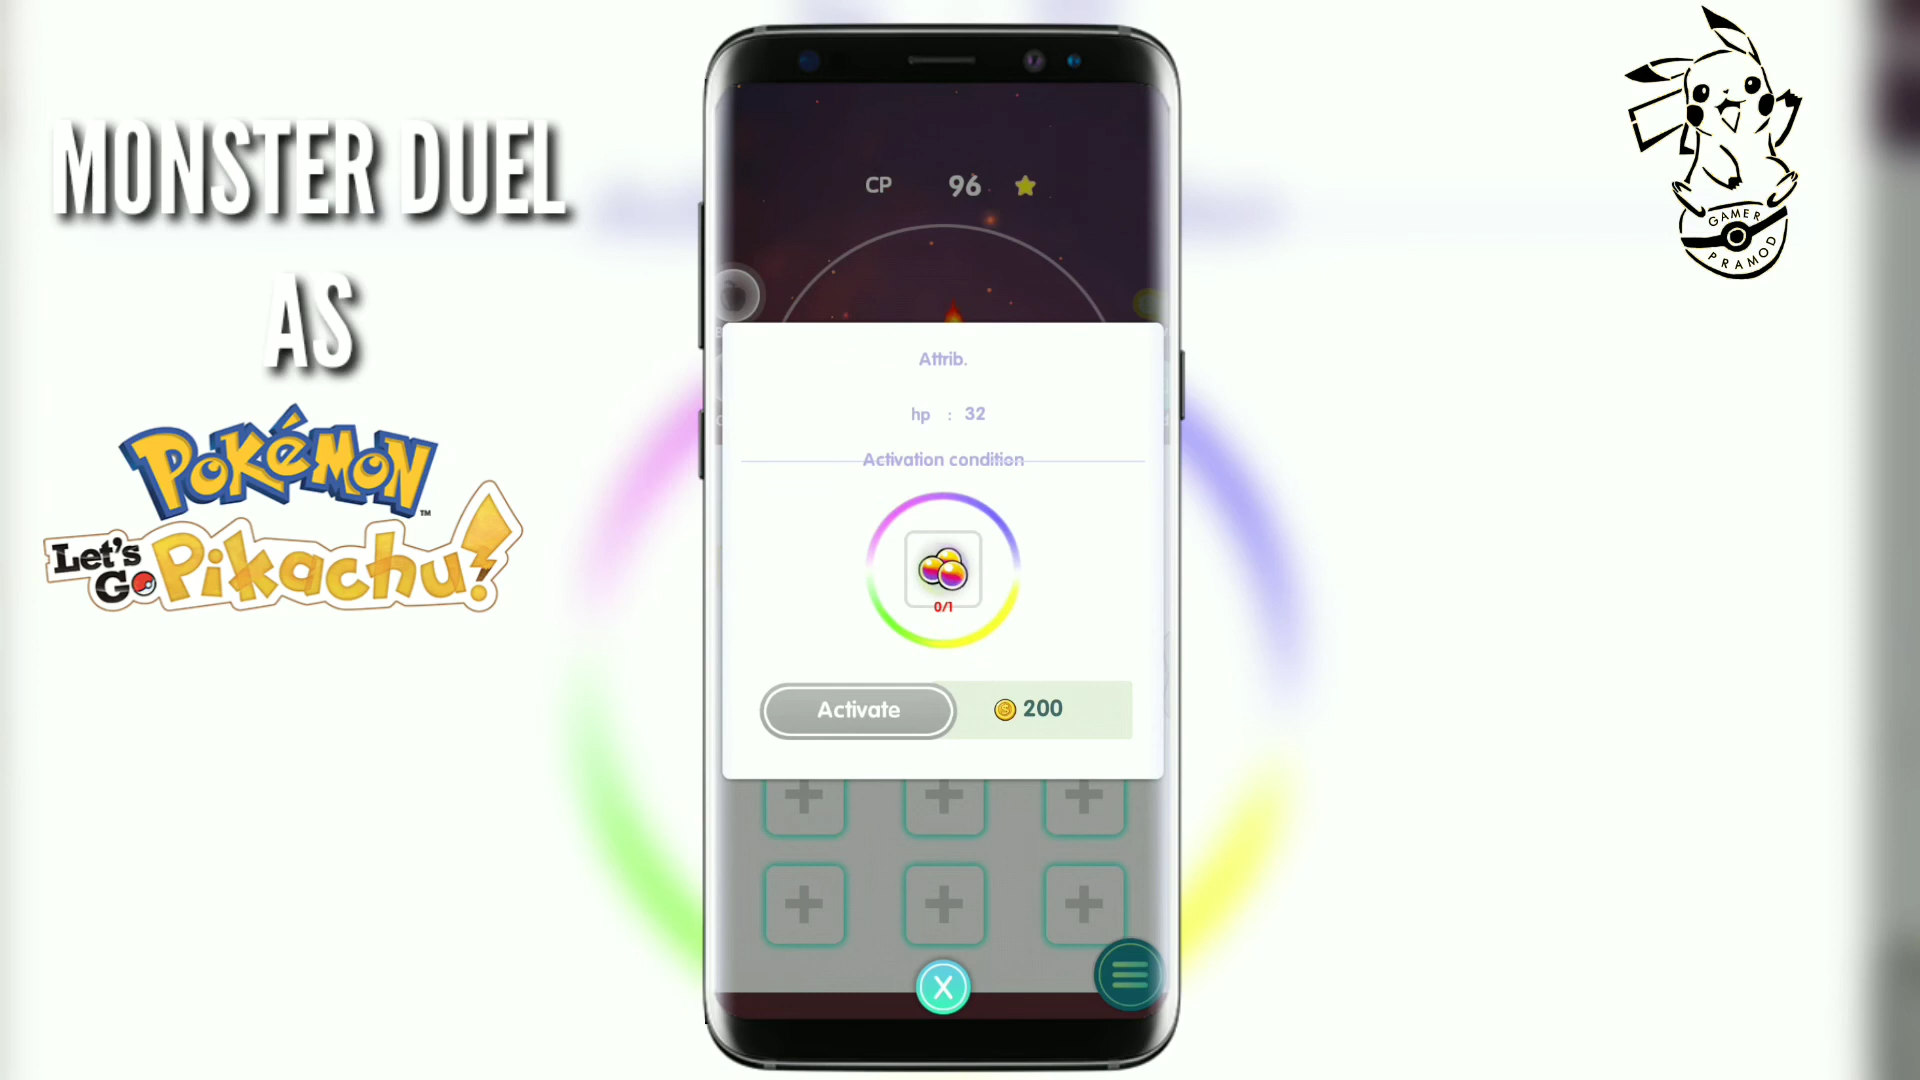 MONSTER DUEL
AS
POKéMON
TM
Let's
GO
Pikachu!
CP 96
Attrib.
hp : 32
Activation condition
0/1
Activate
200
X
GAMER
PRAMOD